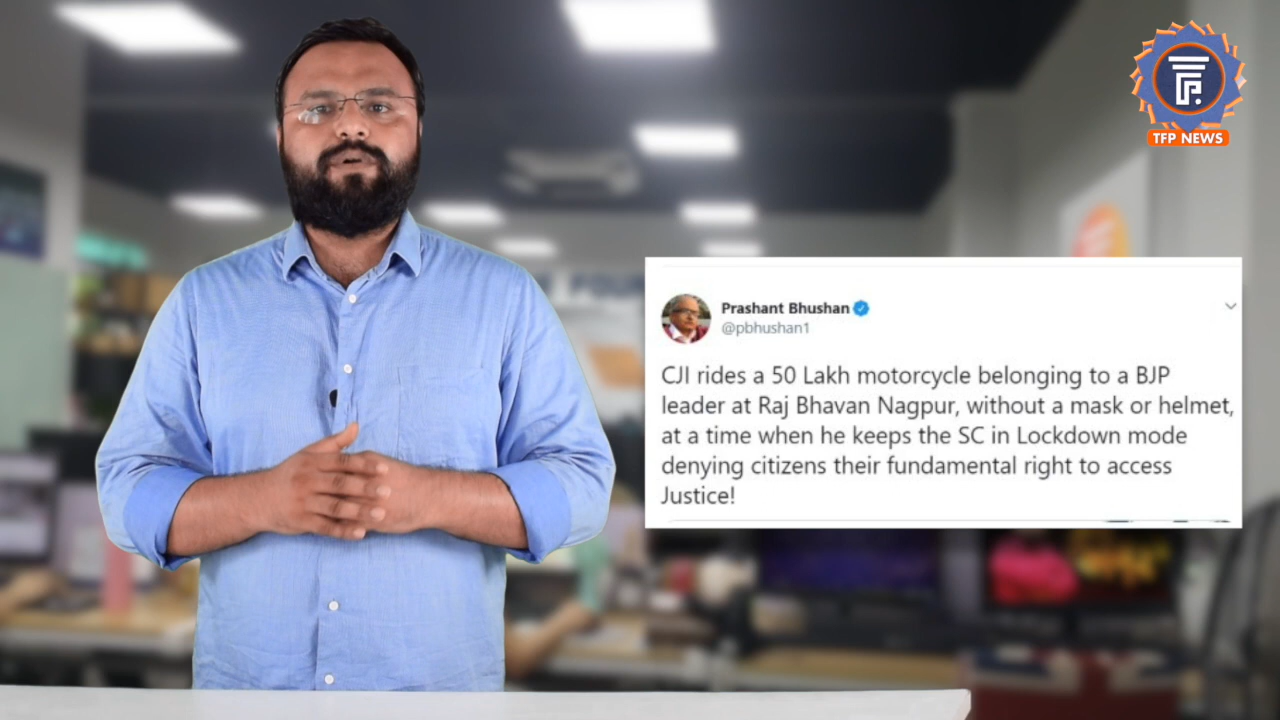 TFP NEWS
Prashant Bhushan
@pbhushan1
CJI rides a 50 Lakh motorcycle belonging to a BJP
leader at Raj Bhavan Nagpur, without a mask or helmet,
at a time when he keeps the SC in Lockdown mode
denying citizens their fundamental right to access
Justice!